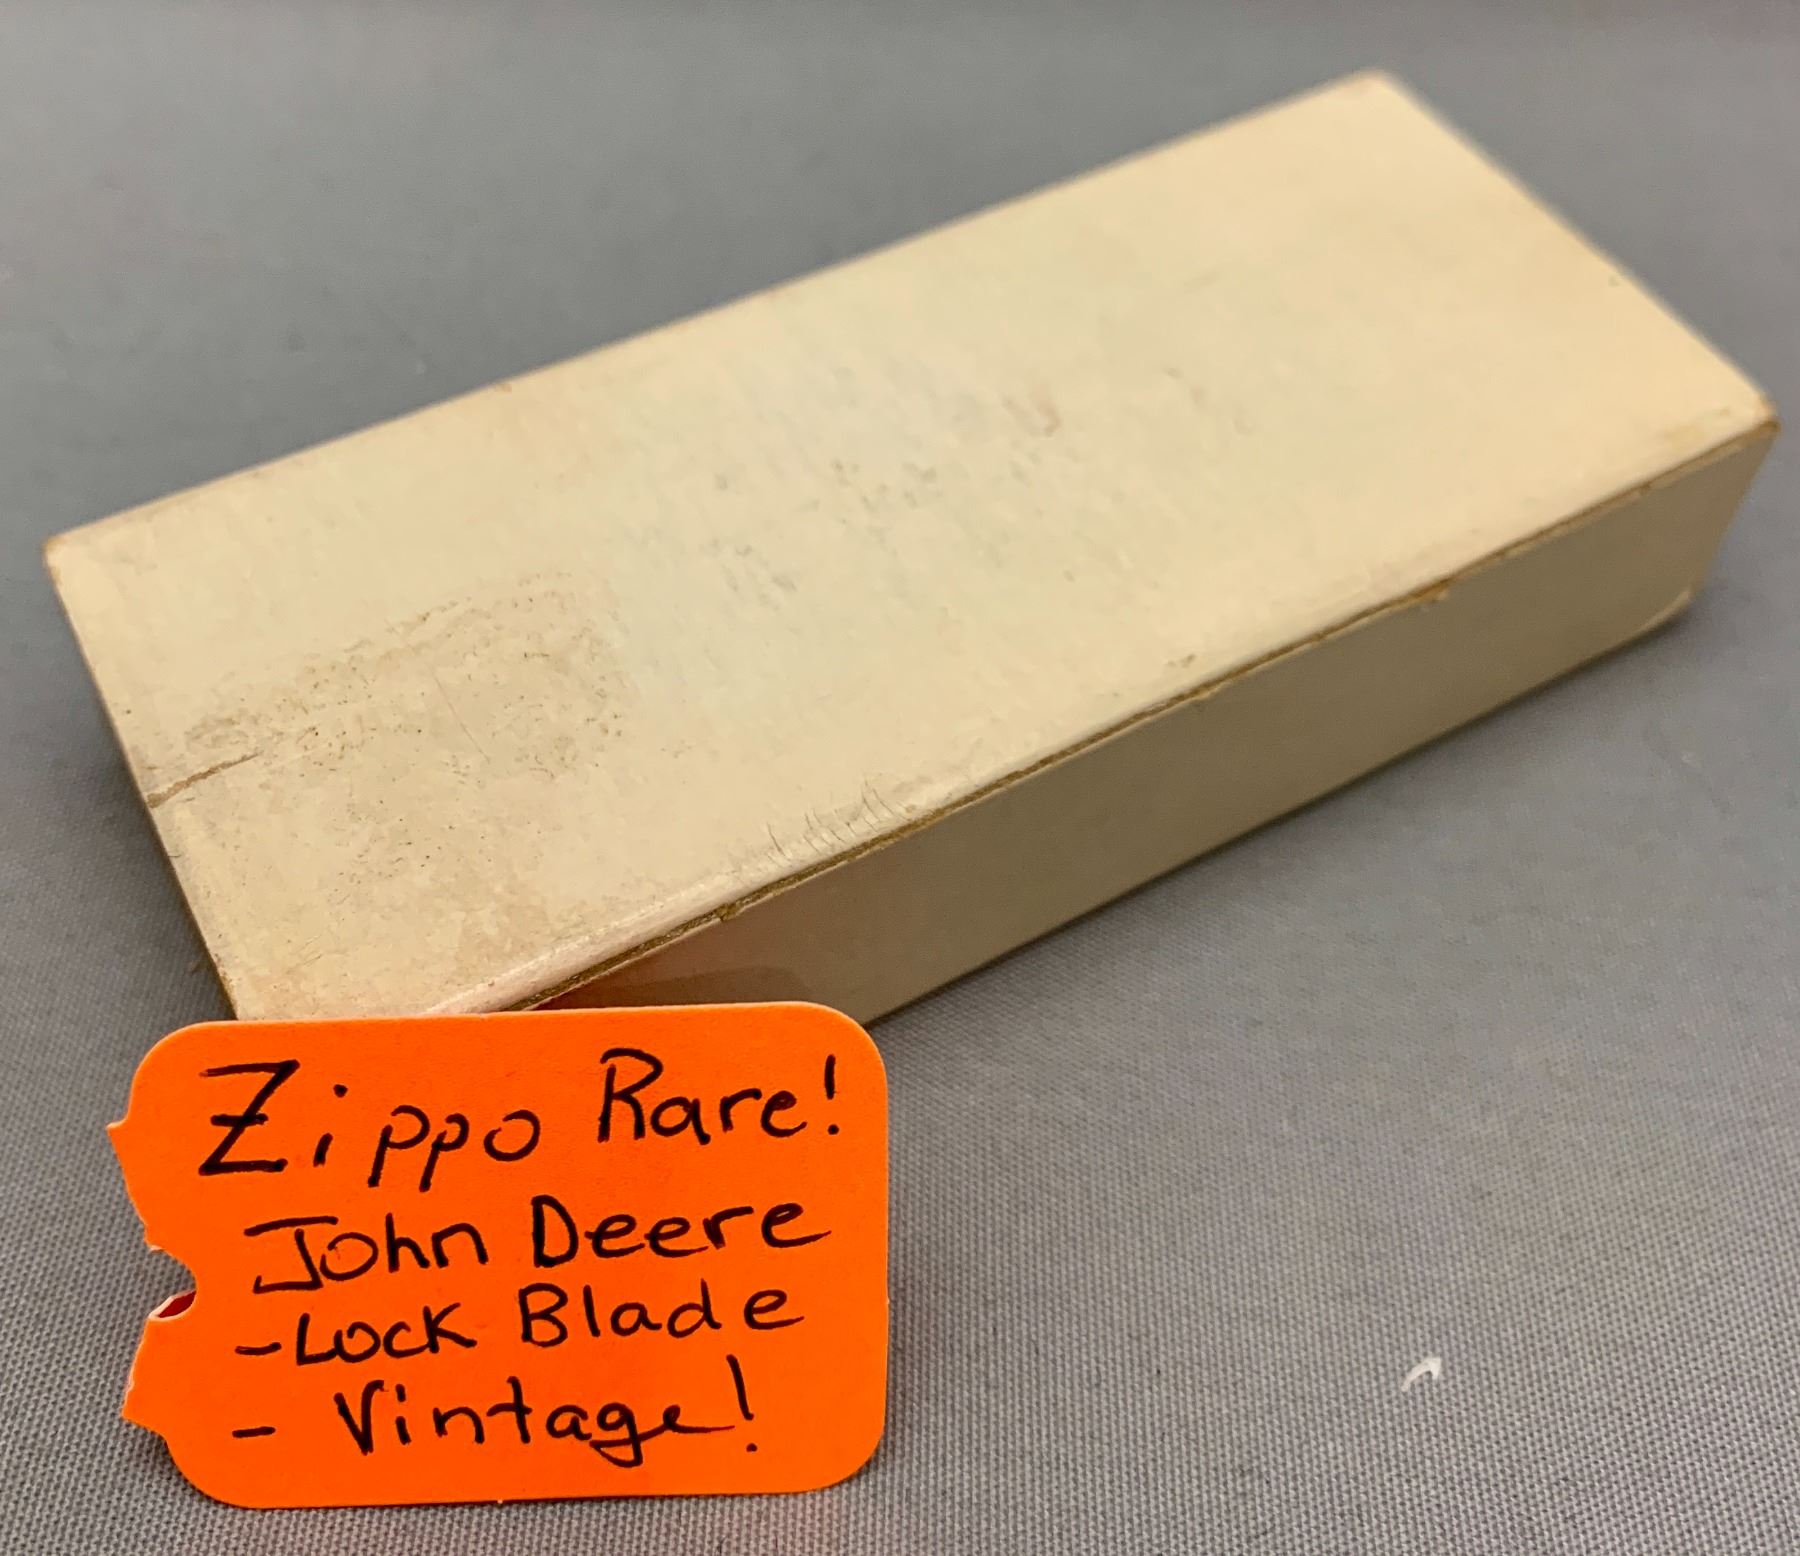 Zippo Rare!
John Deere
-Lock Blade
- Vintage!